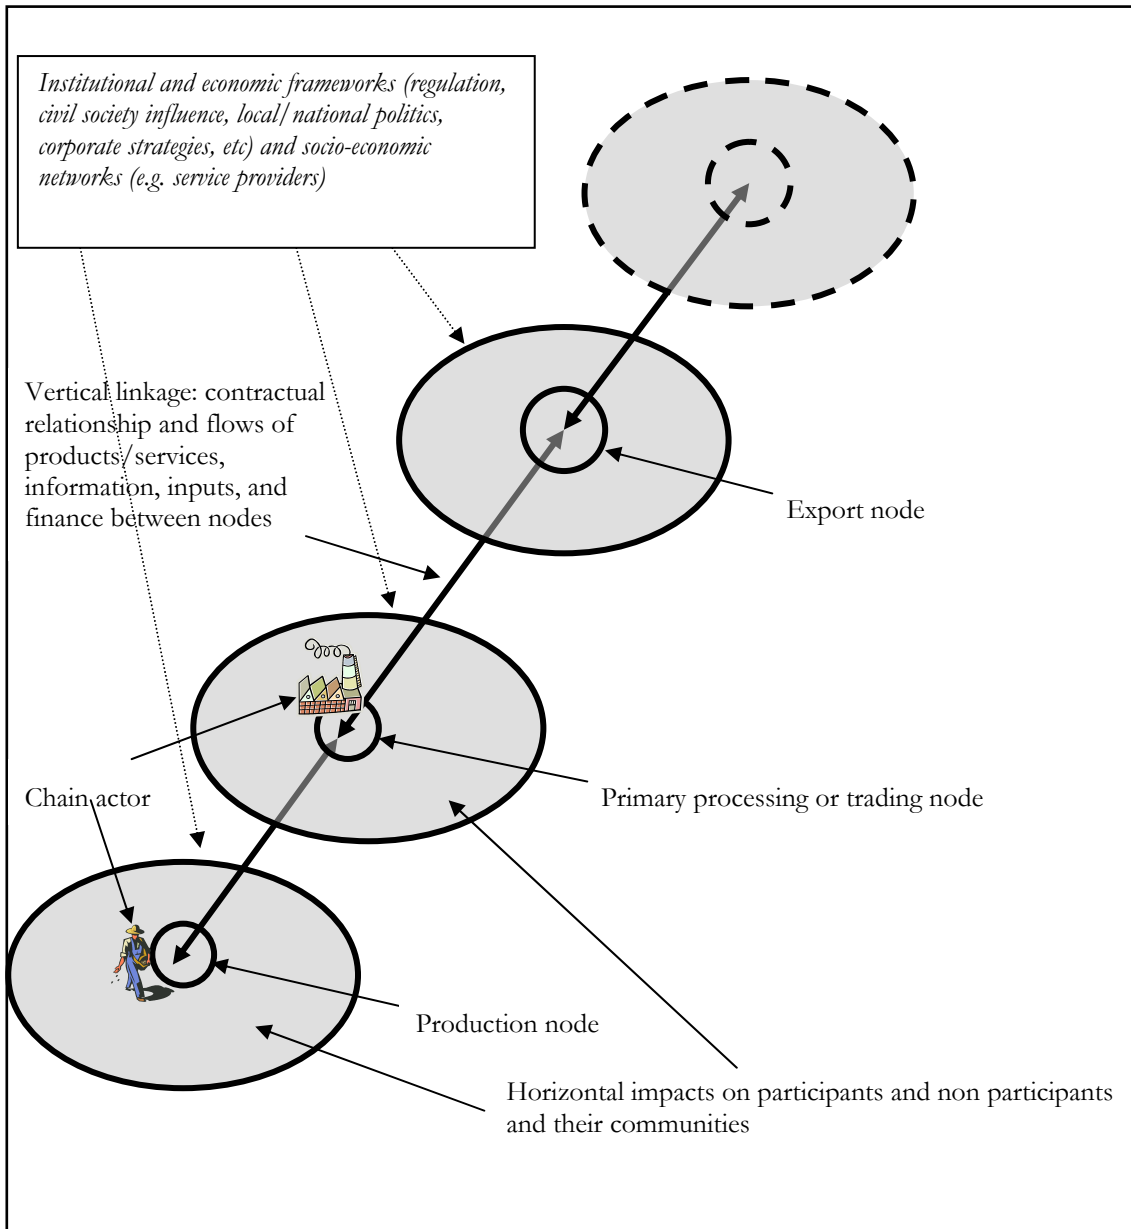 Institutional and economic frameworks (regulation,
civil society influence, local/national politics,
corporate strategies, etc) and socio-economic
networks (e.g. service providers)
Vertical linkage: contractual
relationship and flows of
products/services,
information, inputs, and
finance between nodes
Export node
Chain actor
Primary processing or trading node
Production node
Horizontal impacts on participants and non participants
and their communities